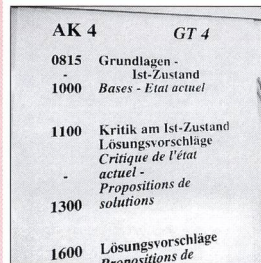 AK 4 GT 4
0815 Grundlagen -
- Ist-Zustand
1000 Bases - Etat actuel
1100 Kritik am Ist-Zustand
Lösungsvorschläge
Critique de l'état
- actuel -
Propositions de
1300 solutions
1600 Lösungsvorschläge
Propositions de